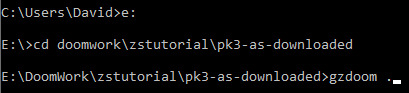 C:\Users\David>e:
E:\>cd doomwork\zstutorial\pk3-as-downloaded
E:\DoomWork\zstutorial\pk3-as-downloaded>gzdoom .